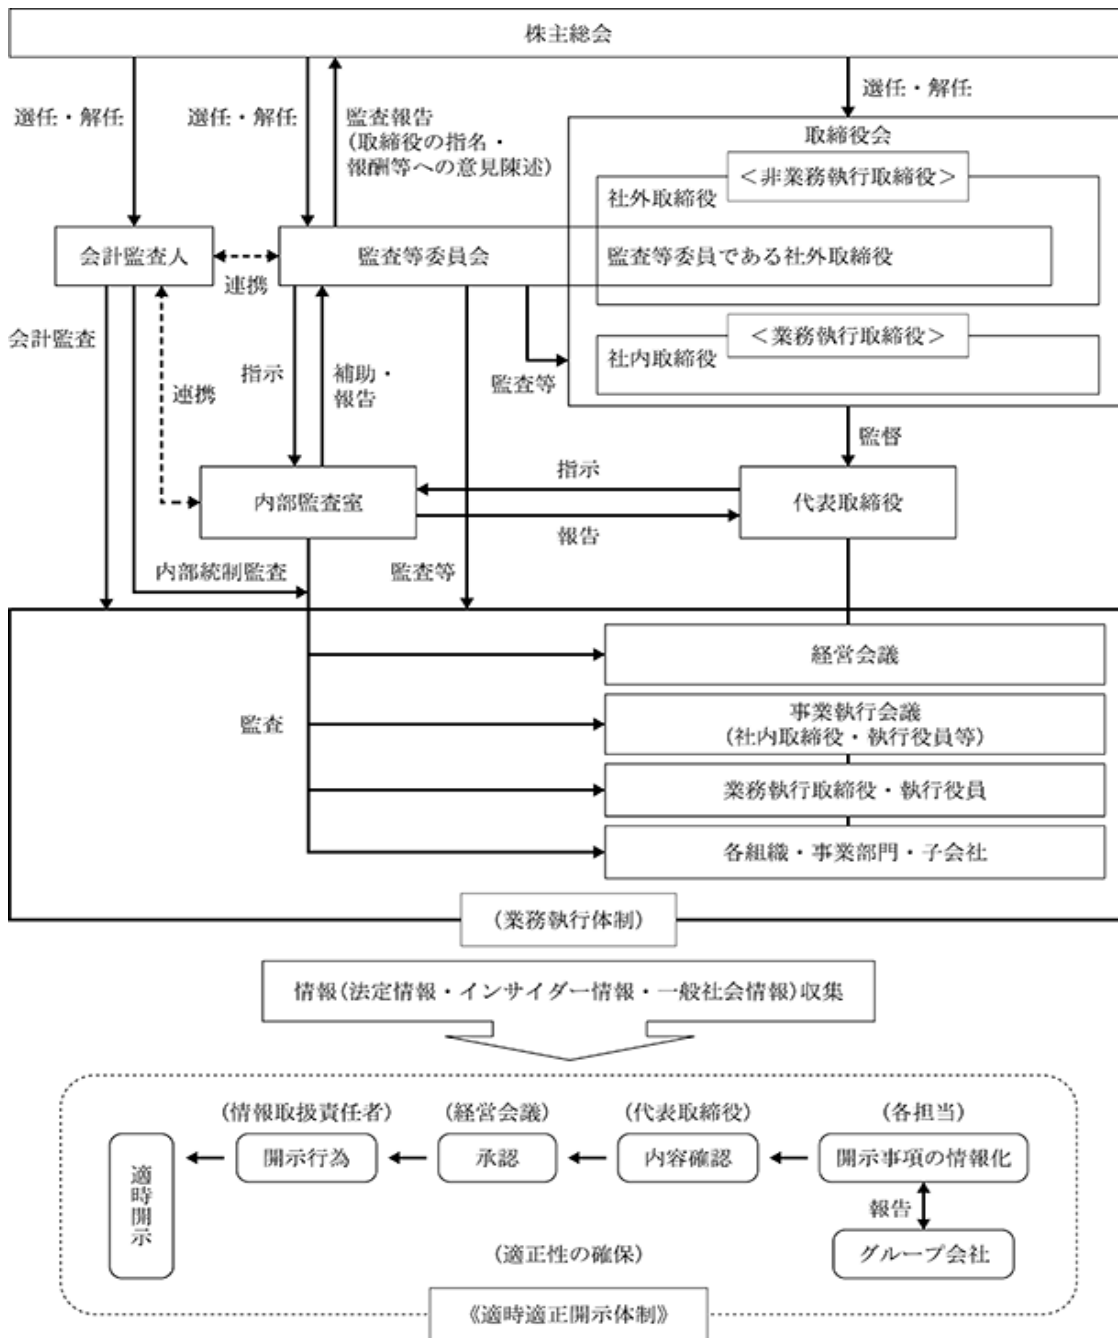 株主総会
選任・解任
選任・解任
監査報告
(取締役の指名・
報酬等への意見陳述)
選任・解任
取締役会
＜非業務執行取締役＞
社外取締役
会計監査人
連携
監査等委員会
監査等委員である社外取締役
＜業務執行取締役＞
社内取締役
会計監査
連携
指示
補助・
報告
監査等
監督
内部監査室
指示
報告
代表取締役
内部統制監査
監査等
経営会議
監査
事業執行会議
(社内取締役・執行役員等)
業務執行取締役・執行役員
各組織・事業部門・子会社
(業務執行体制)
情報(法定情報・インサイダー情報・一般社会情報)収集
(情報取扱責任者)
(経営会議)
(代表取締役)
(各担当)
適時開示
開示行為
承認
内容確認
開示事項の情報化
報告
グループ会社
(適正性の確保)
《適時適正開示体制》